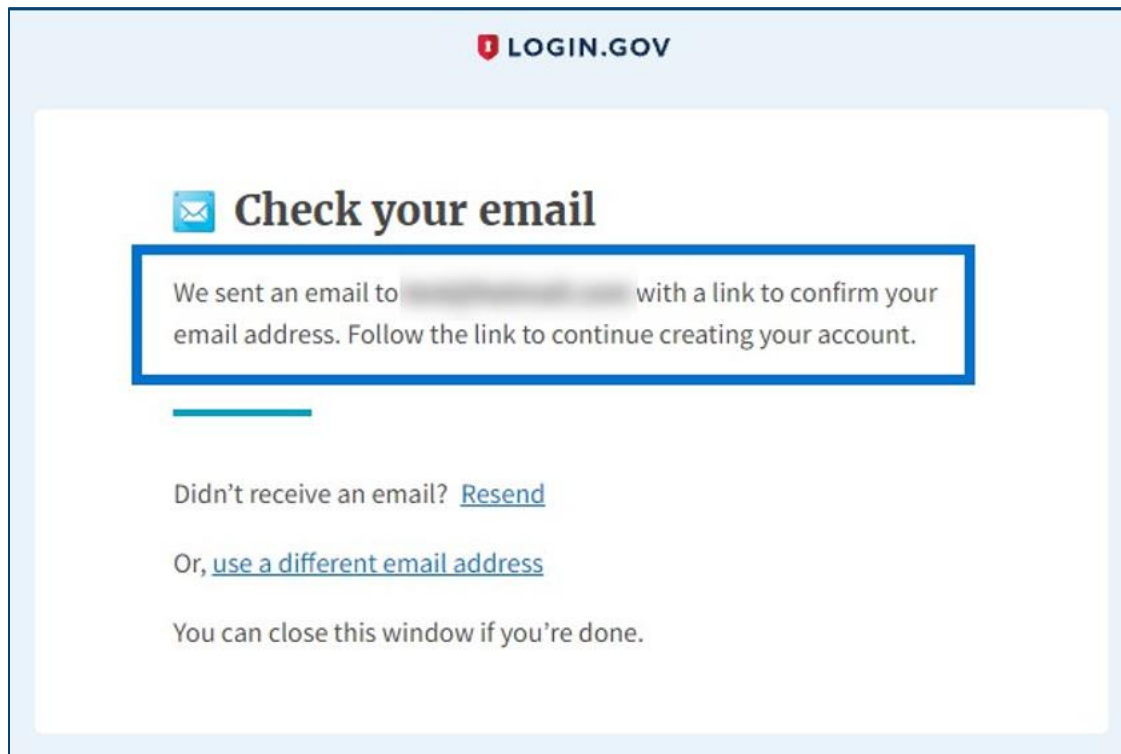 LOGIN.GOV
Check your email
We sent an email to with a link to confirm your
email address. Follow the link to continue creating your account.
Didn’t receive an email? Resend
Or, use a different email address
You can close this window if you’re done.